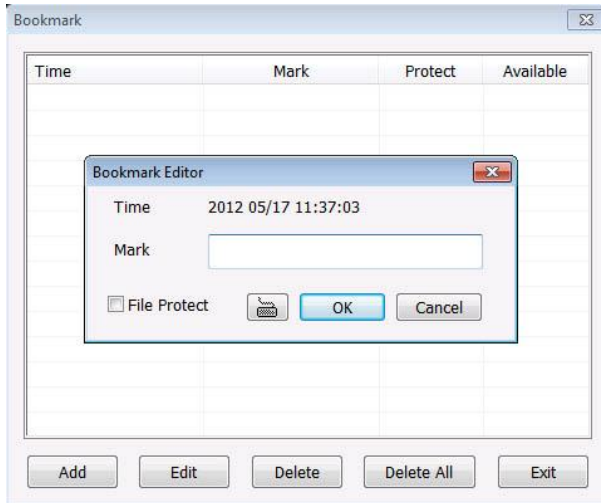 Bookmark
Time Mark Protect Available
Bookmark Editor
Time 2012 05/17 11:37:03
Mark
File Protect OK Cancel
Add Edit Delete Delete All Exit